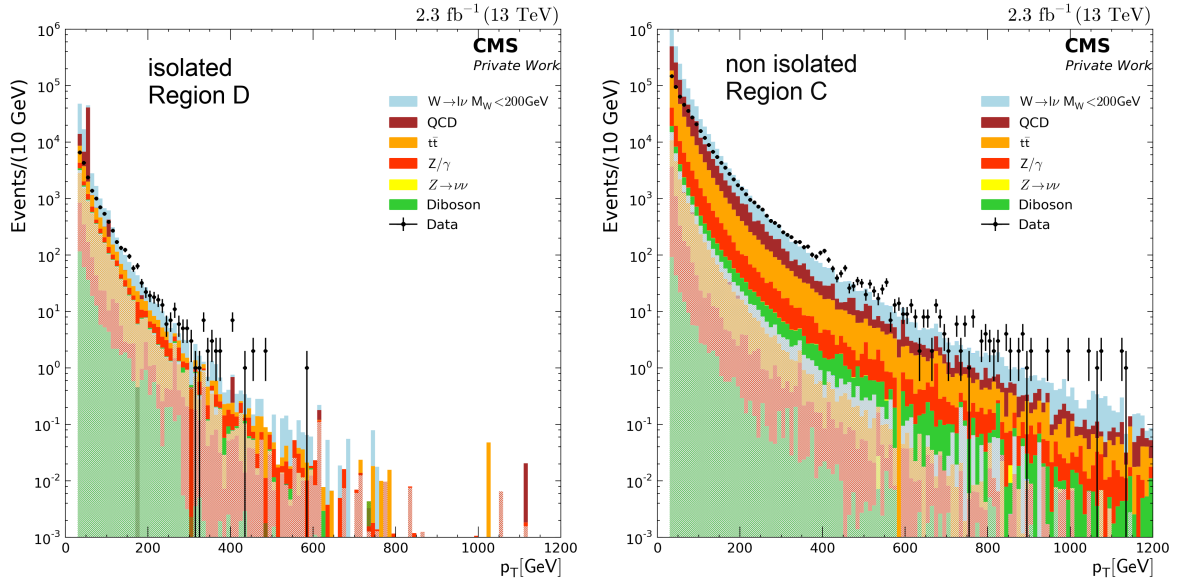 2.3 fb⁻¹ (13 TeV)
CMS
Private Work
isolated
Region D
W→lν M_W<200GeV
QCD
tt̄
Z/γ
Z→νν
Diboson
Data
Events/(10 GeV)
10⁶
10⁵
10⁴
10³
10²
10¹
10⁰
10⁻¹
10⁻²
10⁻³
0 200 400 600 800 1000 1200
p_T[GeV]
2.3 fb⁻¹ (13 TeV)
CMS
Private Work
non isolated
Region C
W→lν M_W<200GeV
QCD
tt̄
Z/γ
Z→νν
Diboson
Data
Events/(10 GeV)
10⁶
10⁵
10⁴
10³
10²
10¹
10⁰
10⁻¹
10⁻²
10⁻³
0 200 400 600 800 1000 1200
p_T[GeV]